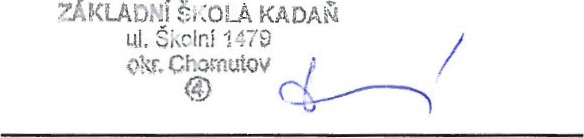 ZÁKLADNÍ ŠKOLA KADAŇ
ul. Školní 1479
okr. Chomutov
4